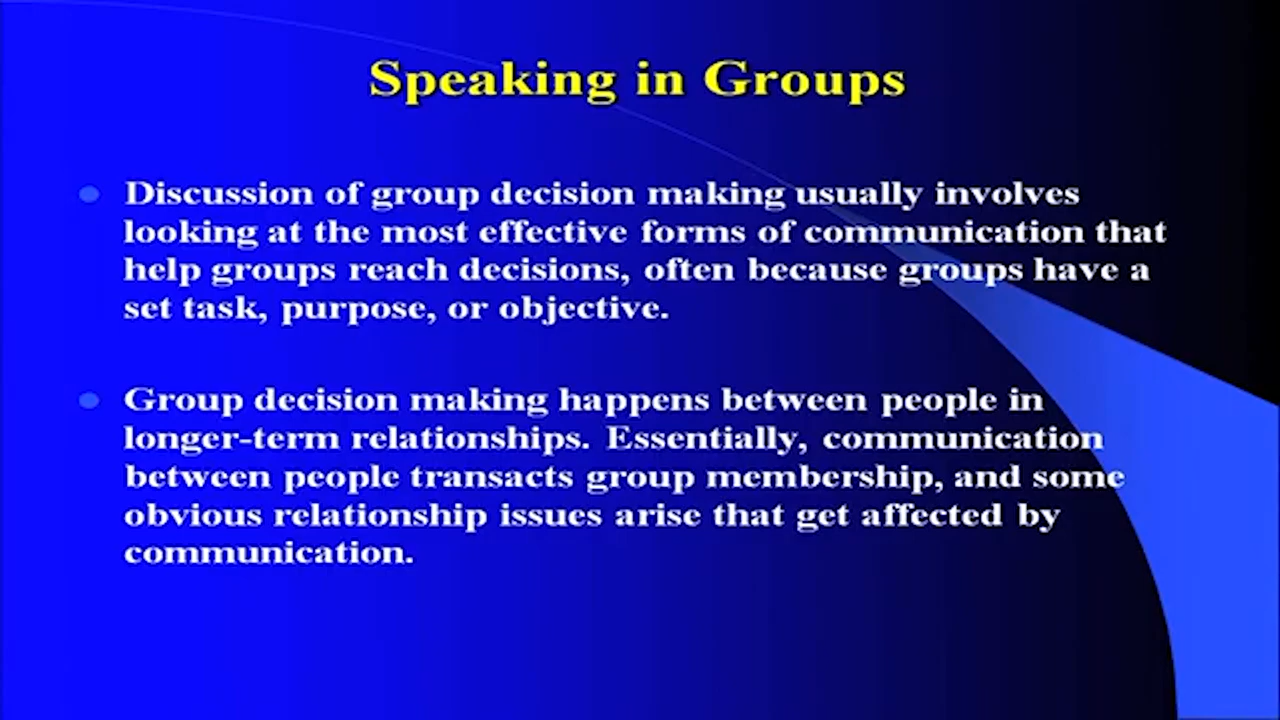 Speaking in Groups
Discussion of group decision making usually involves
looking at the most effective forms of communication that
help groups reach decisions, often because groups have a
set task, purpose, or objective.
Group decision making happens between people in
longer-term relationships. Essentially, communication
between people transacts group membership, and some
obvious relationship issues arise that get affected by
communication.